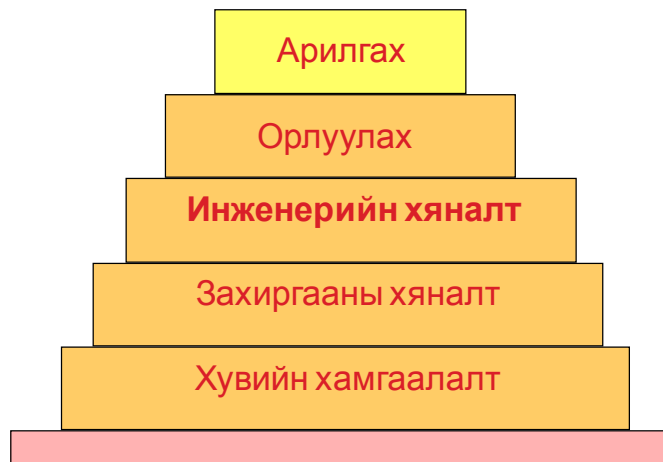 Арилгах
Орлуулах
Инженерийн хяналт
Захиргааны хяналт
Хувийн хамгаалалт